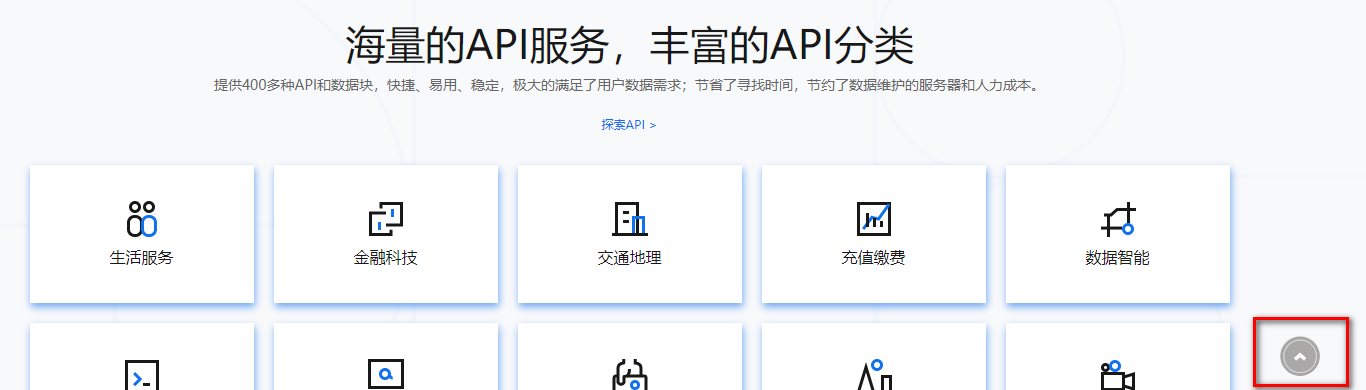 海量的API服务，丰富的API分类
提供400多种API和数据块，快捷、易用、稳定，极大的满足了用户数据需求；节省了寻找时间，节约了数据维护的服务器和人力成本。
探索API >
生活服务
金融科技
交通地理
充值缴费
数据智能